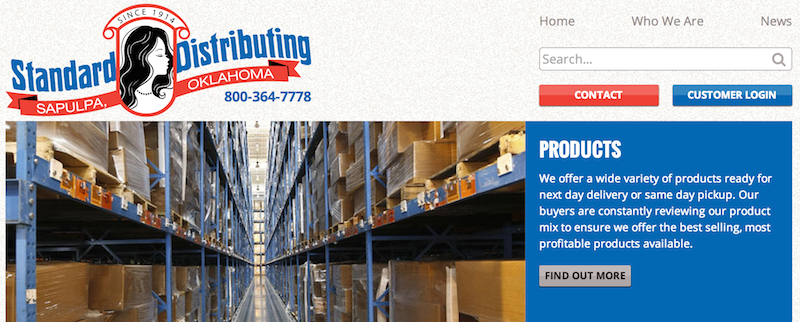 SINCE 1914
Standard Distributing
SAPULPA, OKLAHOMA
800-364-7778
Home Who We Are News
Search...
CONTACT CUSTOMER LOGIN
PRODUCTS
We offer a wide variety of products ready for
next day delivery or same day pickup. Our
buyers are constantly reviewing our product
mix to ensure we offer the best selling, most
profitable products available.
FIND OUT MORE